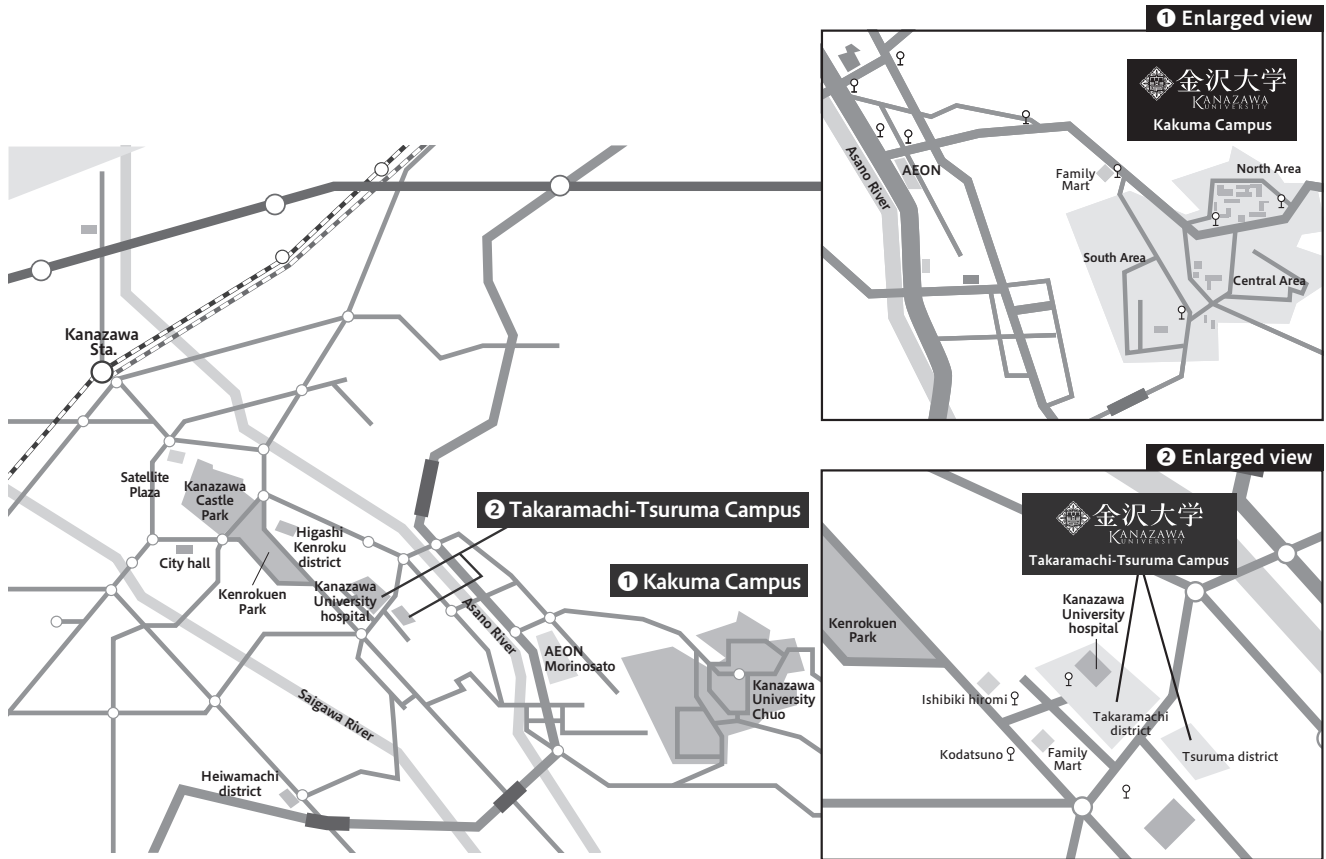 ❶ Enlarged view
金沢大学
KANAZAWA
UNIVERSITY
Kakuma Campus
Asano River
AEON
Family
Mart
North Area
South Area
Central Area
Kanazawa
Sta.
Satellite
Plaza
Kanazawa
Castle
Park
City hall
Kenrokuen
Park
Higashi
Kenroku
district
Kanazawa
University
hospital
❷ Takaramachi-Tsuruma Campus
❶ Kakuma Campus
Asano River
AEON
Morinosato
Kanazawa
University
Chuo
Saigawa River
Heiwamachi
district
❷ Enlarged view
金沢大学
KANAZAWA
UNIVERSITY
Takaramachi-Tsuruma Campus
Kenrokuen
Park
Kanazawa
University
hospital
Ishibiki hiromi
Takaramachi
district
Kodatsuno
Family
Mart
Tsuruma district